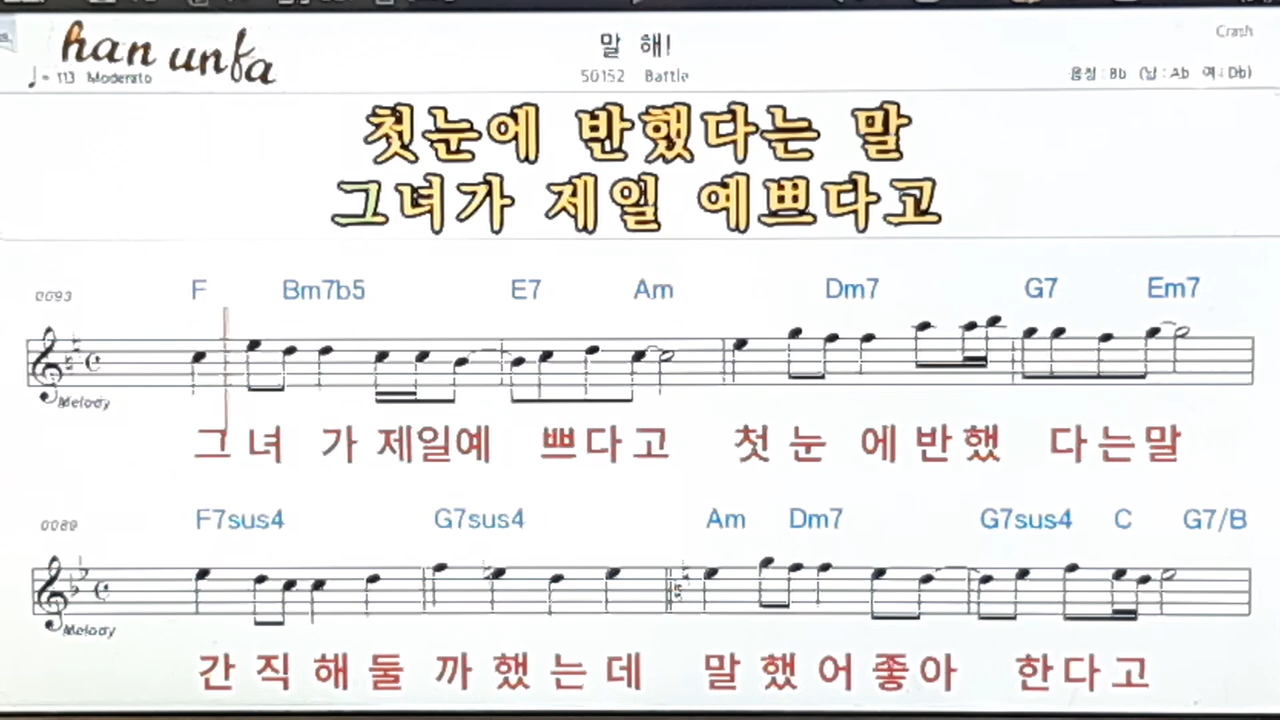 han unfa
말 해!
Crash
♩= 113 Moderato
50152 Battle
음정 : Bb (남 : Ab 여 : Db)
첫눈에 반했다는 말
그녀가 제일 예쁘다고
0093 F Bm7b5 E7 Am Dm7 G7 Em7
Melody
그 녀 가 제일예 쁘다고 첫 눈 에 반했 다는말
0089 F7sus4 G7sus4 Am Dm7 G7sus4 C G7/B
Melody
간 직 해 둘 까 했 는 데 말 했 어 좋아 한다고